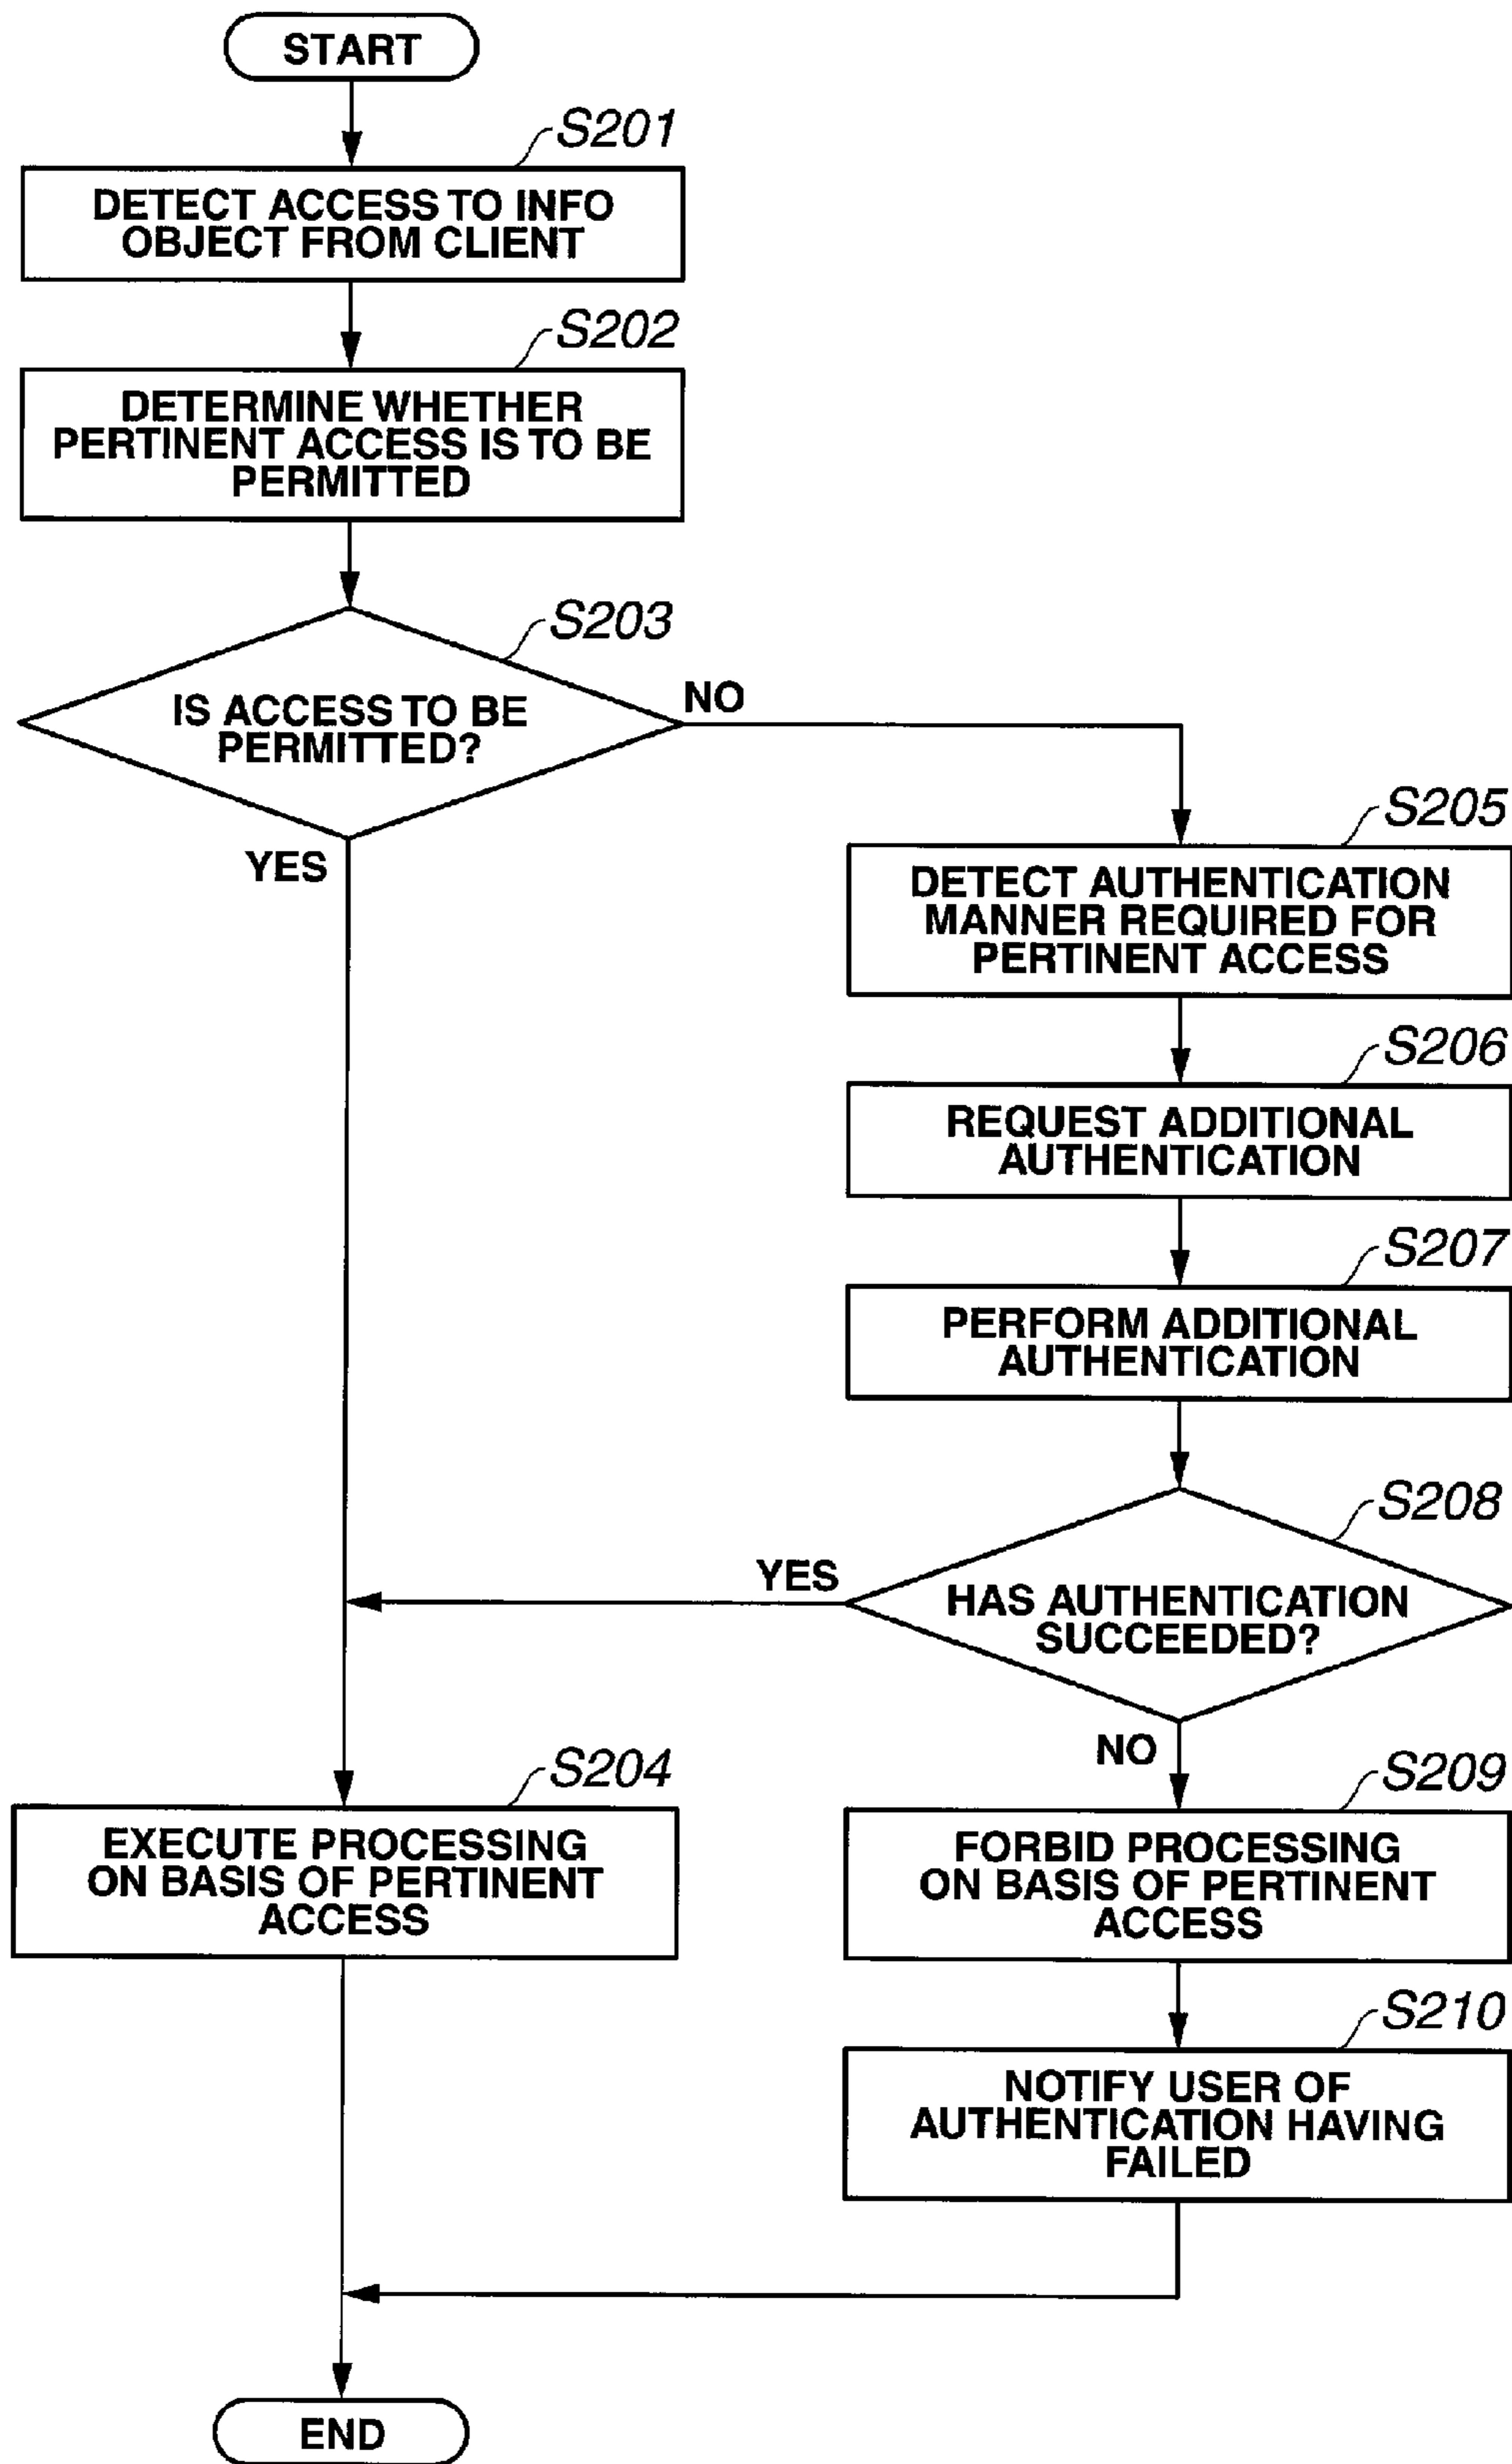 START
S201
DETECT ACCESS TO INFO
OBJECT FROM CLIENT
S202
DETERMINE WHETHER
PERTINENT ACCESS IS TO BE
PERMITTED
S203
IS ACCESS TO BE
PERMITTED?
NO
YES
S205
DETECT AUTHENTICATION
MANNER REQUIRED FOR
PERTINENT ACCESS
S206
REQUEST ADDITIONAL
AUTHENTICATION
S207
PERFORM ADDITIONAL
AUTHENTICATION
S208
HAS AUTHENTICATION
SUCCEEDED?
YES
NO
S204
EXECUTE PROCESSING
ON BASIS OF PERTINENT
ACCESS
S209
FORBID PROCESSING
ON BASIS OF PERTINENT
ACCESS
S210
NOTIFY USER OF
AUTHENTICATION HAVING
FAILED
END